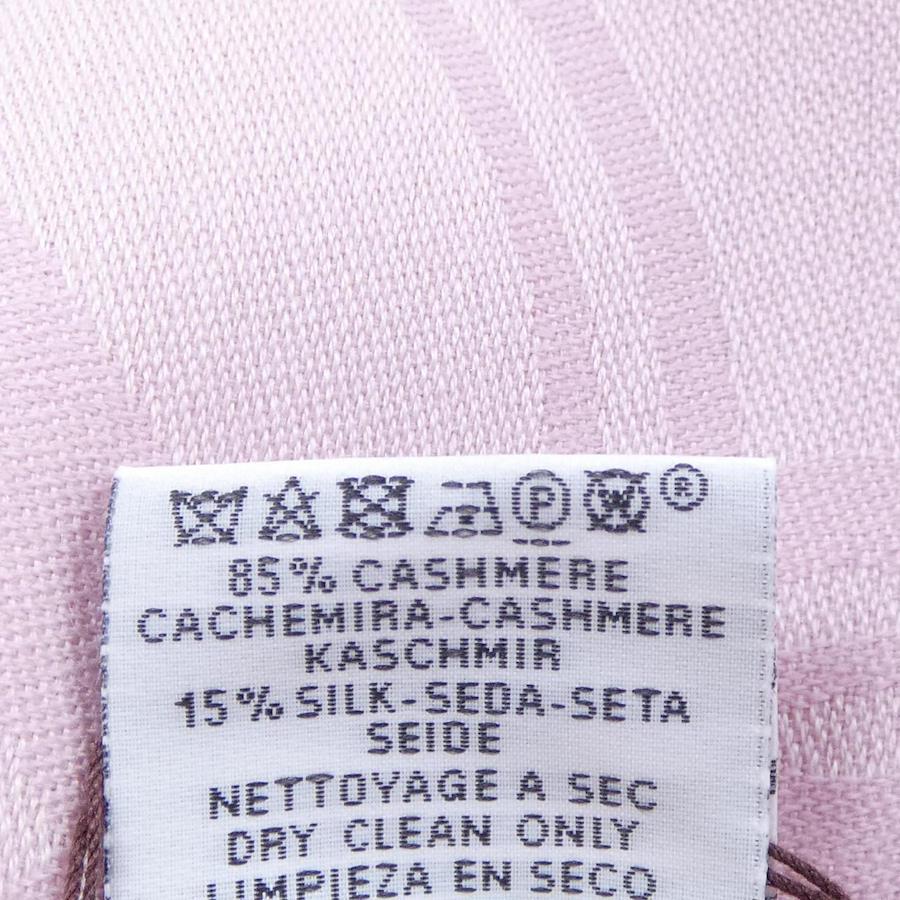 P W ®
85% CASHMERE
CACHEMIRA-CASHMERE
KASCHMIR
15% SILK-SEDA-SETA
SEIDE
NETTOYAGE A SEC
DRY CLEAN ONLY
LIMPIEZA EN SECO